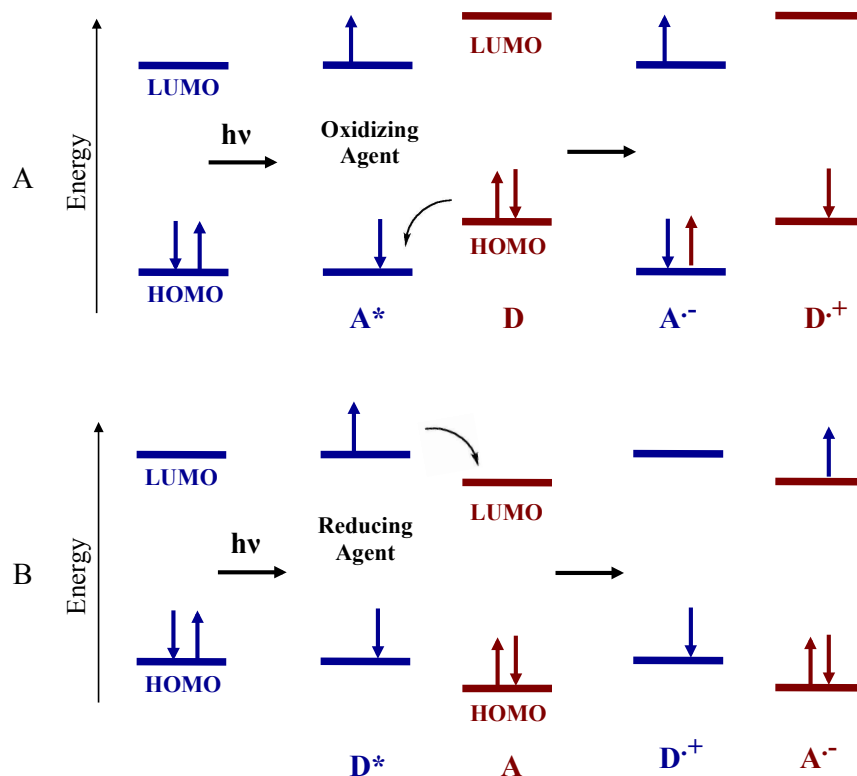 LUMO
LUMO
hν
Oxidizing
Agent
A
Energy
HOMO
HOMO
A*
D
A·-
D·+
LUMO
LUMO
hν
Reducing
Agent
B
Energy
HOMO
HOMO
D*
A
D·+
A·-